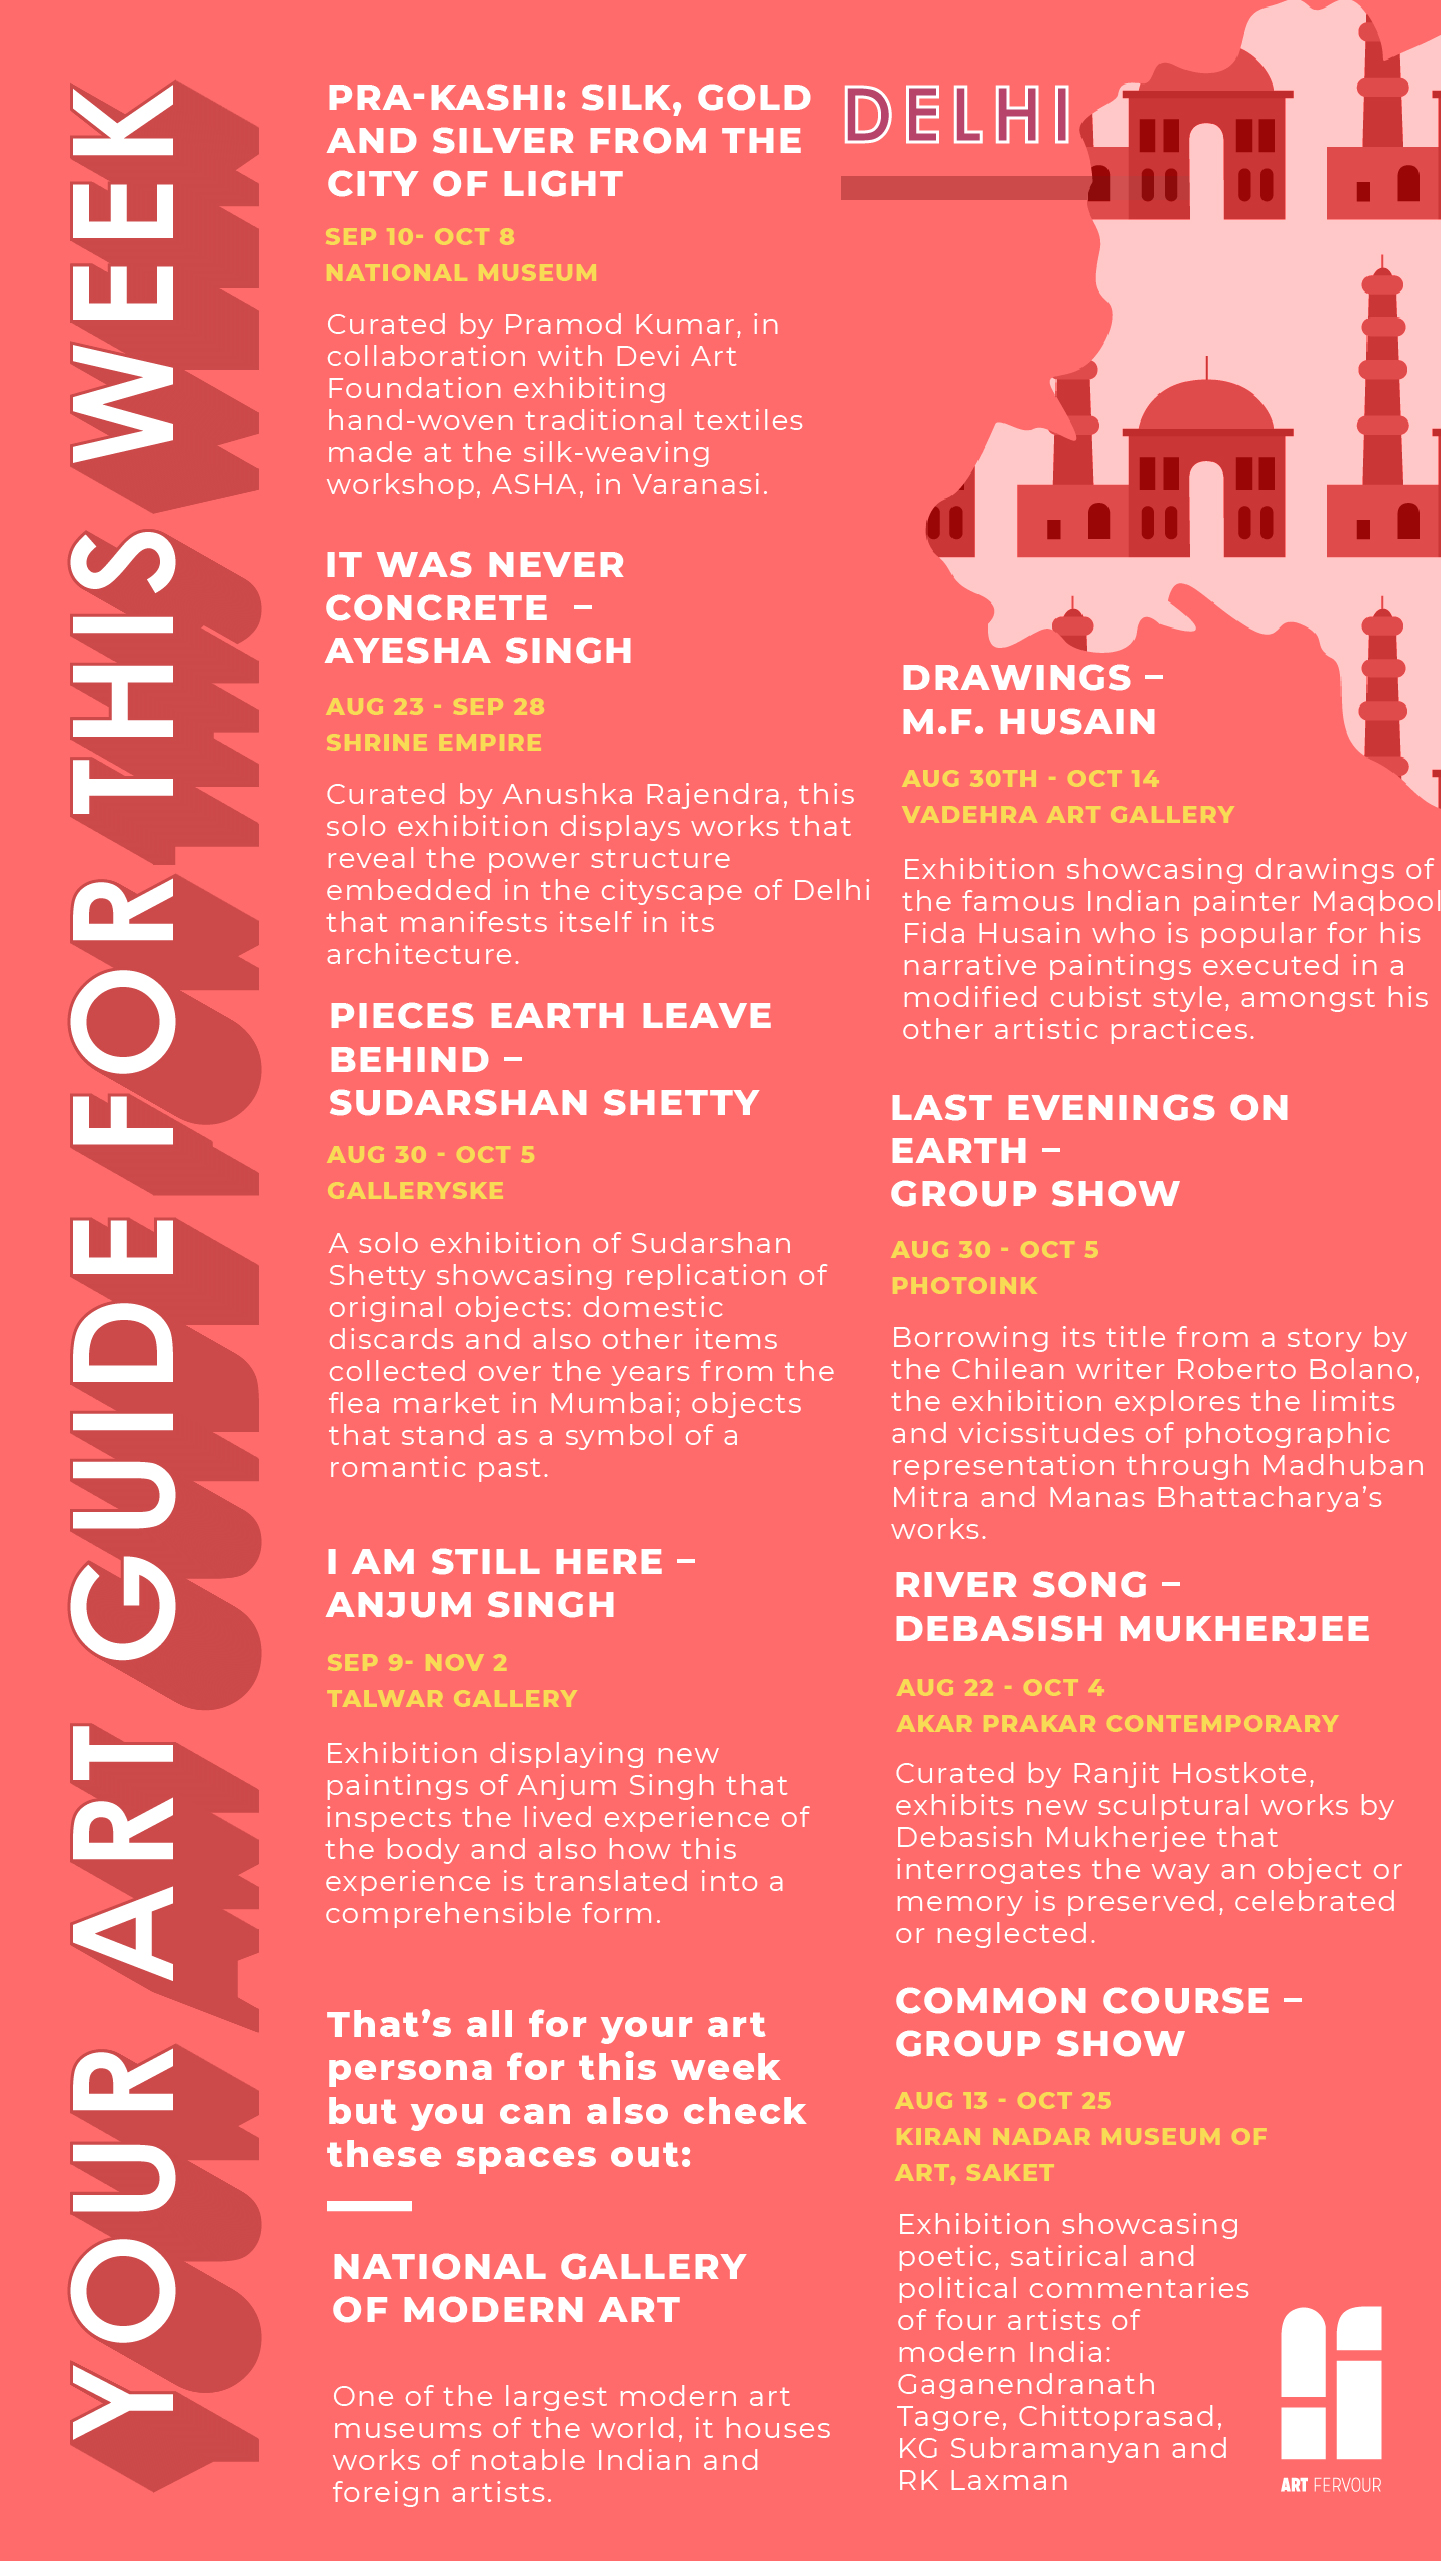 YOUR ART GUIDE FOR THIS WEEK
DELHI
PRA-KASHI: SILK, GOLD
AND SILVER FROM THE
CITY OF LIGHT
SEP 10- OCT 8
NATIONAL MUSEUM
Curated by Pramod Kumar, in
collaboration with Devi Art
Foundation exhibiting
hand-woven traditional textiles
made at the silk-weaving
workshop, ASHA, in Varanasi.
IT WAS NEVER
CONCRETE –
AYESHA SINGH
AUG 23 - SEP 28
SHRINE EMPIRE
Curated by Anushka Rajendra, this
solo exhibition displays works that
reveal the power structure
embedded in the cityscape of Delhi
that manifests itself in its
architecture.
PIECES EARTH LEAVE
BEHIND –
SUDARSHAN SHETTY
AUG 30 - OCT 5
GALLERYSKE
A solo exhibition of Sudarshan
Shetty showcasing replication of
original objects: domestic
discards and also other items
collected over the years from the
flea market in Mumbai; objects
that stand as a symbol of a
romantic past.
I AM STILL HERE –
ANJUM SINGH
SEP 9- NOV 2
TALWAR GALLERY
Exhibition displaying new
paintings of Anjum Singh that
inspects the lived experience of
the body and also how this
experience is translated into a
comprehensible form.
That's all for your art
persona for this week
but you can also check
these spaces out:
NATIONAL GALLERY
OF MODERN ART
One of the largest modern art
museums of the world, it houses
works of notable Indian and
foreign artists.
DRAWINGS –
M.F. HUSAIN
AUG 30TH - OCT 14
VADEHRA ART GALLERY
Exhibition showcasing drawings of
the famous Indian painter Maqbool
Fida Husain who is popular for his
narrative paintings executed in a
modified cubist style, amongst his
other artistic practices.
LAST EVENINGS ON
EARTH –
GROUP SHOW
AUG 30 - OCT 5
PHOTOINK
Borrowing its title from a story by
the Chilean writer Roberto Bolano,
the exhibition explores the limits
and vicissitudes of photographic
representation through Madhuban
Mitra and Manas Bhattacharya's
works.
RIVER SONG –
DEBASISH MUKHERJEE
AUG 22 - OCT 4
AKAR PRAKAR CONTEMPORARY
Curated by Ranjit Hostkote,
exhibits new sculptural works by
Debasish Mukherjee that
interrogates the way an object or
memory is preserved, celebrated
or neglected.
COMMON COURSE –
GROUP SHOW
AUG 13 - OCT 25
KIRAN NADAR MUSEUM OF
ART, SAKET
Exhibition showcasing
poetic, satirical and
political commentaries
of four artists of
modern India:
Gaganendranath
Tagore, Chittoprasad,
KG Subramanyan and
RK Laxman
ART FERVOUR